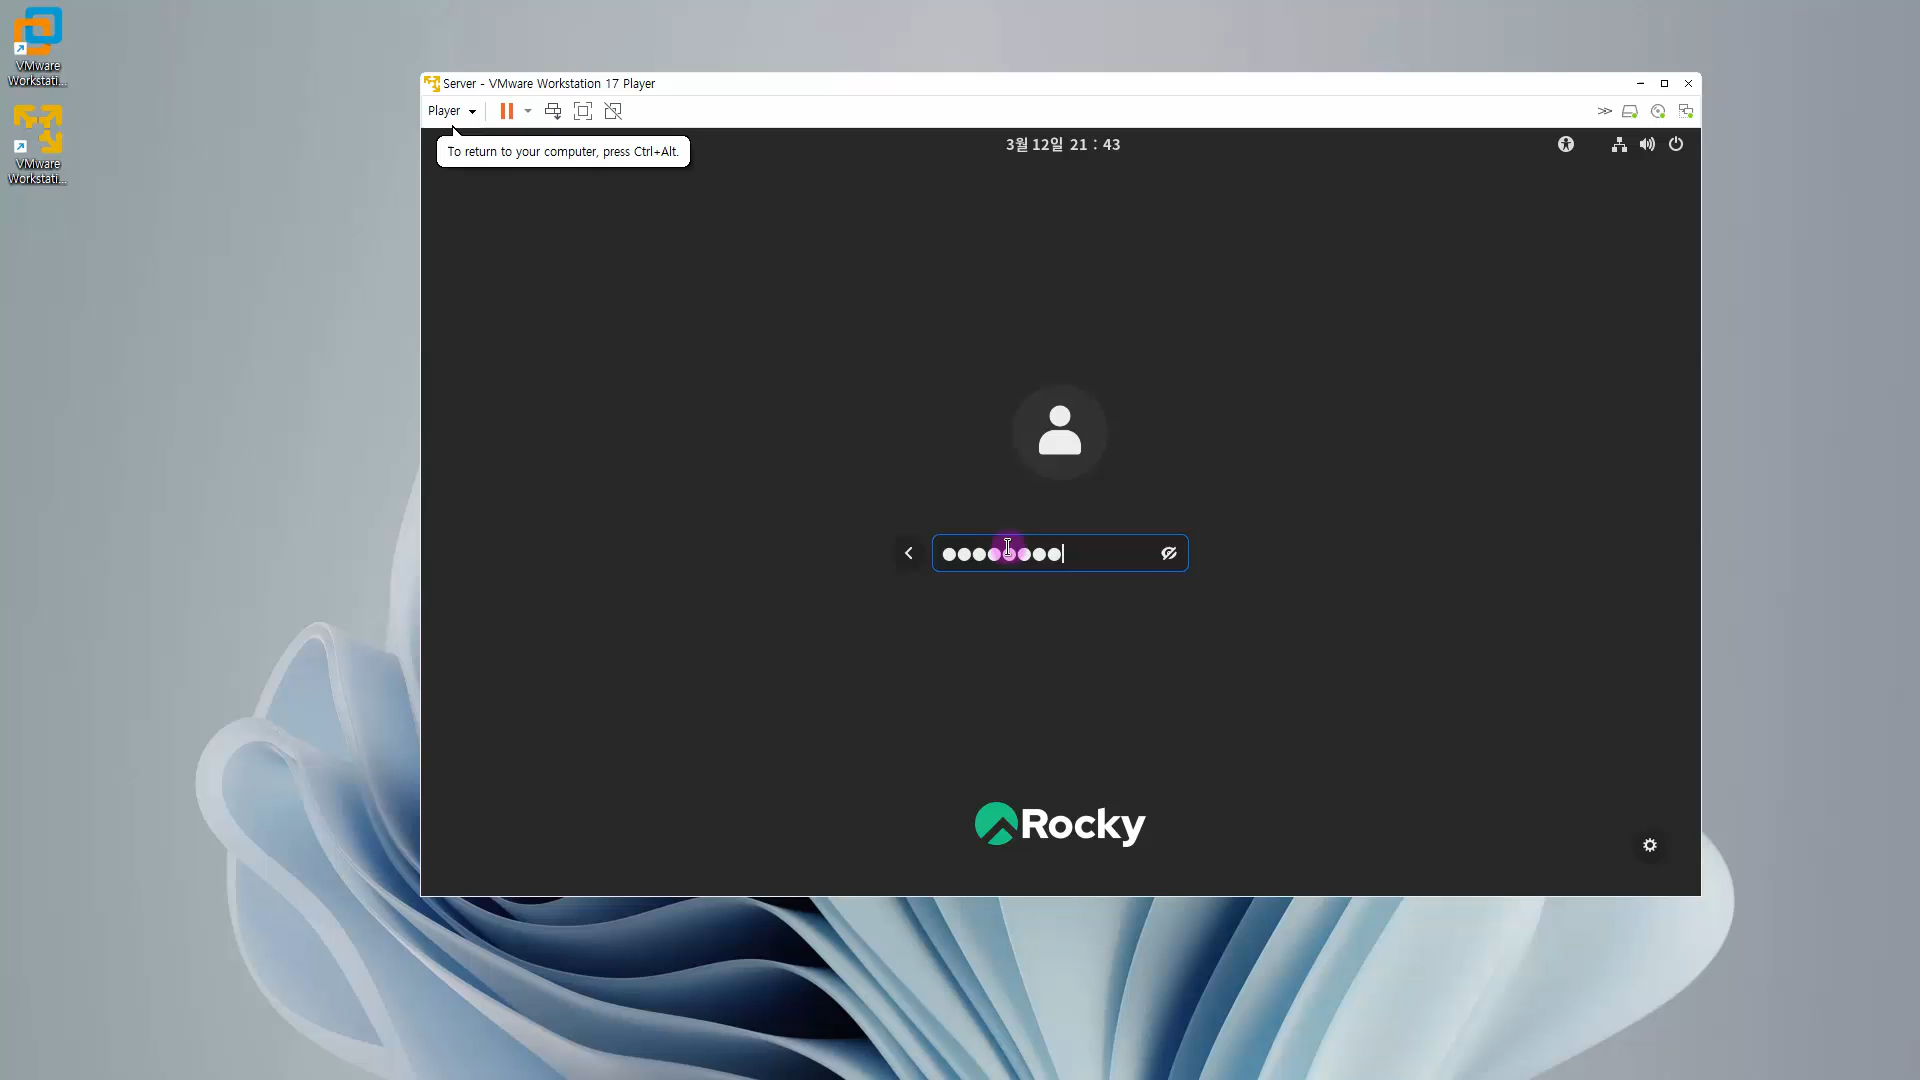 VMware
Workstati...
VMware
Workstati...
Server - VMware Workstation 17 Player
Player
To return to your computer, press Ctrl+Alt.
3월 12일 21 : 43
Rocky